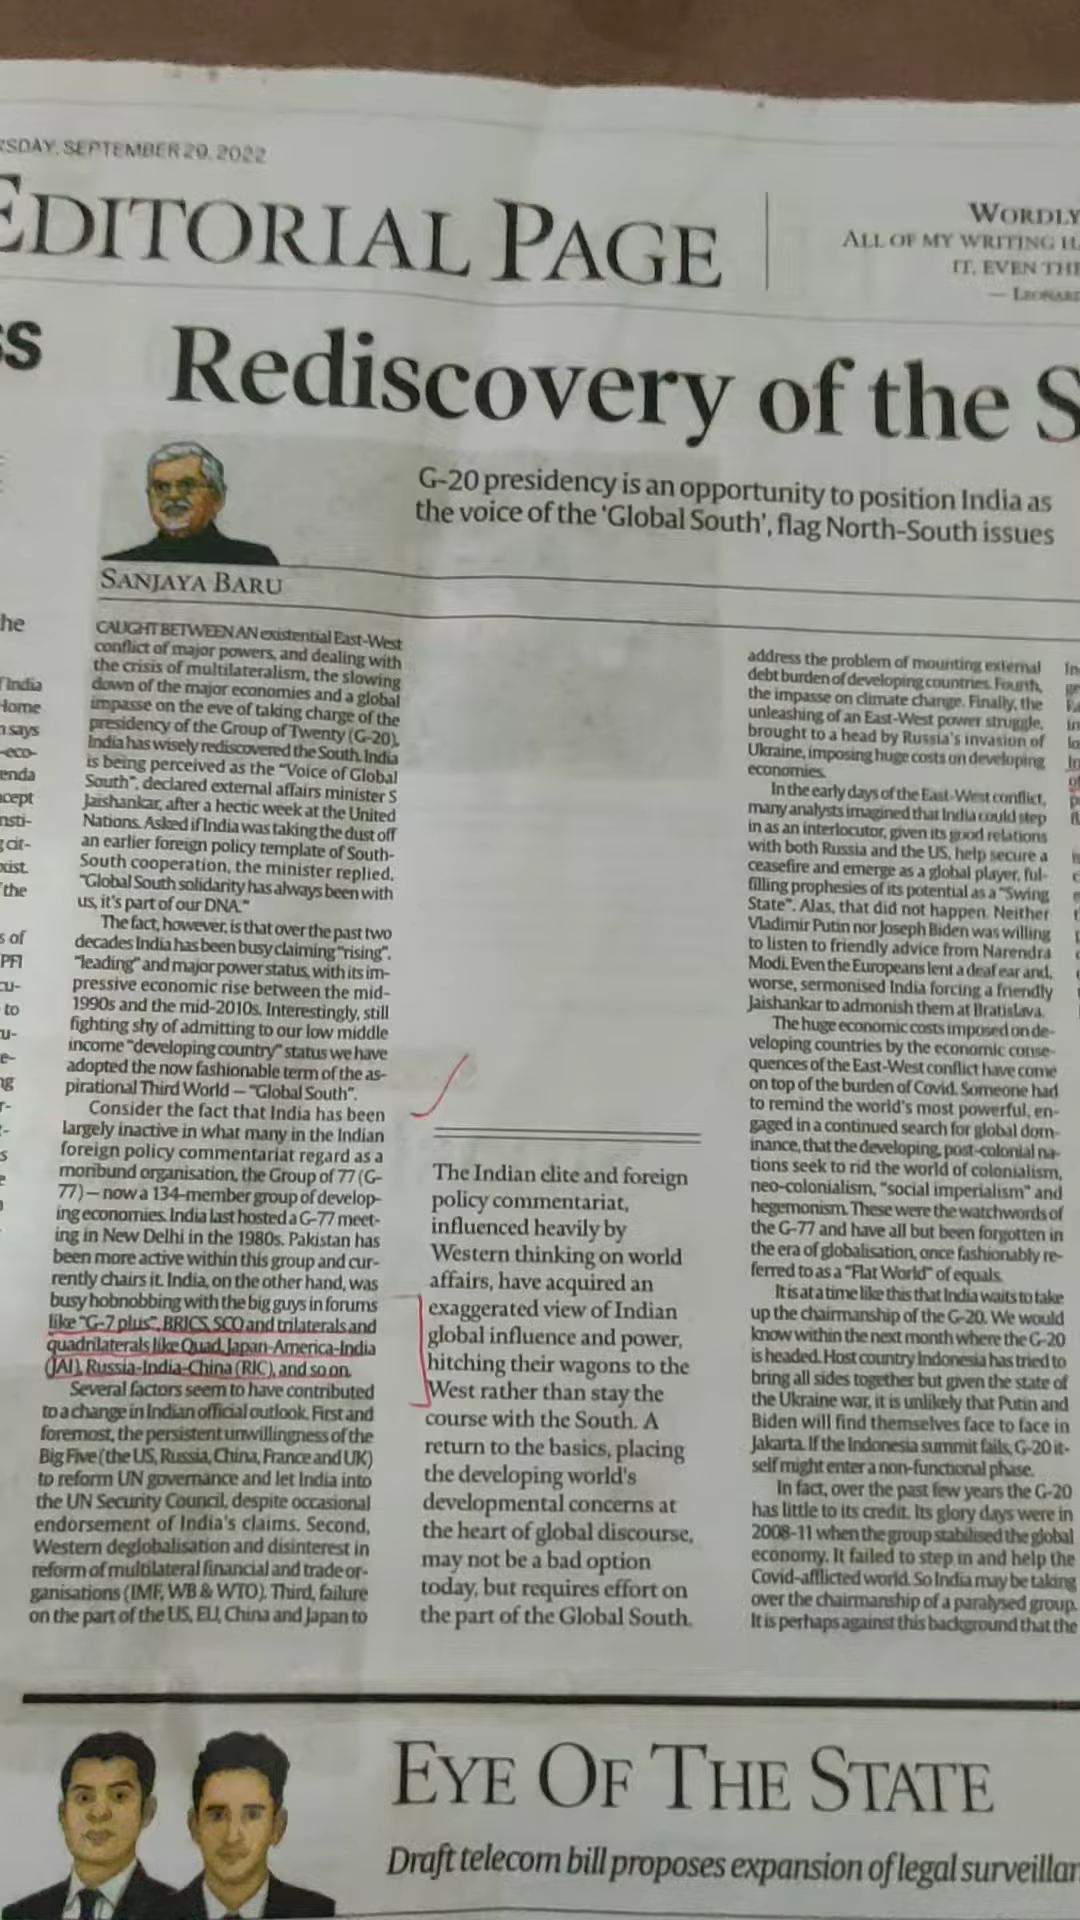 RSDAY, SEPTEMBER 29, 2022
EDITORIAL PAGE
WORDLY
ALL OF MY WRITING
IT, EVEN
— LEONARD
ss
Rediscovery of the S
G-20 presidency is an opportunity to position India as
the voice of the 'Global South', flag North-South issues
SANJAYA BARU
he
f India
Home
n says
-eco-
enda
ncept
nsti-
g cit-
xist.
the
s of
PFI
cu-
to
u-
e-
ng
r-
t-
s
CAUGHT BETWEEN AN existential East-West
conflict of major powers, and dealing with
the crisis of multilateralism, the slowing
down of the major economies and a global
impasse on the eve of taking charge of the
presidency of the Group of Twenty (G-20),
India has wisely rediscovered the South. India
is being perceived as the "Voice of Global
South", declared external affairs minister S
Jaishankar, after a hectic week at the United
Nations. Asked if India was taking the dust off
an earlier foreign policy template of South-
South cooperation, the minister replied,
"Global South solidarity has always been with
us, it's part of our DNA."
The fact, however, is that over the past two
decades India has been busy claiming "rising",
"leading" and major power status, with its im-
pressive economic rise between the mid-
1990s and the mid-2010s. Interestingly, still
fighting shy of admitting to our low middle
income "developing country" status we have
adopted the now fashionable term of the as-
pirational Third World — "Global South".
Consider the fact that India has been
largely inactive in what many in the Indian
foreign policy commentariat regard as a
moribund organisation, the Group of 77 (G-
77) — now a 134-member group of develop-
ing economies. India last hosted a G-77 meet-
ing in New Delhi in the 1980s. Pakistan has
been more active within this group and cur-
rently chairs it. India, on the other hand, was
busy hobnobbing with the big guys in forums
like "G-7 plus", BRICS, SCO and trilaterals and
quadrilaterals like Quad, Japan-America-India
(JAI), Russia-India-China (RIC), and so on.
Several factors seem to have contributed
to a change in Indian official outlook. First and
foremost, the persistent unwillingness of the
Big Five (the US, Russia, China, France and UK)
to reform UN governance and let India into
the UN Security Council, despite occasional
endorsement of India's claims. Second,
Western deglobalisation and disinterest in
reform of multilateral financial and trade or-
ganisations (IMF, WB & WTO). Third, failure
on the part of the US, EU, China and Japan to
The Indian elite and foreign
policy commentariat,
influenced heavily by
Western thinking on world
affairs, have acquired an
exaggerated view of Indian
global influence and power,
hitching their wagons to the
West rather than stay the
course with the South. A
return to the basics, placing
the developing world's
developmental concerns at
the heart of global discourse,
may not be a bad option
today, but requires effort on
the part of the Global South.
address the problem of mounting external
debt burden of developing countries. Fourth,
the impasse on climate change. Finally, the
unleashing of an East-West power struggle,
brought to a head by Russia's invasion of
Ukraine, imposing huge costs on developing
economies.
In the early days of the East-West conflict,
many analysts imagined that India could step
in as an interlocutor, given its good relations
with both Russia and the US, help secure a
ceasefire and emerge as a global player, ful-
filling prophesies of its potential as a "Swing
State". Alas, that did not happen. Neither
Vladimir Putin nor Joseph Biden was willing
to listen to friendly advice from Narendra
Modi. Even the Europeans lent a deaf ear and,
worse, sermonised India forcing a friendly
Jaishankar to admonish them at Bratislava.
The huge economic costs imposed on de-
veloping countries by the economic conse-
quences of the East-West conflict have come
on top of the burden of Covid. Someone had
to remind the world's most powerful, en-
gaged in a continued search for global dom-
inance, that the developing, post-colonial na-
tions seek to rid the world of colonialism,
neo-colonialism, "social imperialism" and
hegemonism. These were the watchwords of
the G-77 and have all but been forgotten in
the era of globalisation, once fashionably re-
ferred to as a "Flat World" of equals.
It is at a time like this that India waits to take
up the chairmanship of the G-20. We would
know within the next month where the G-20
is headed. Host country Indonesia has tried to
bring all sides together but given the state of
the Ukraine war, it is unlikely that Putin and
Biden will find themselves face to face in
Jakarta. If the Indonesia summit fails, G-20 it-
self might enter a non-functional phase.
In fact, over the past few years the G-20
has little to its credit. Its glory days were in
2008-11 when the group stabilised the global
economy. It failed to step in and help the
Covid-afflicted world. So India may be taking
over the chairmanship of a paralysed group.
It is perhaps against this background that the
EYE OF THE STATE
Draft telecom bill proposes expansion of legal surveillan